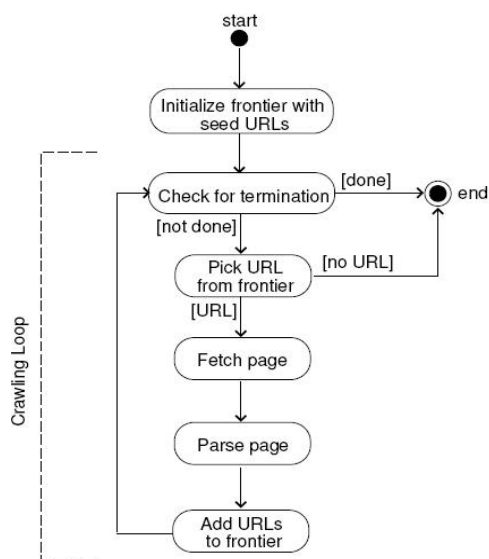 start
Initialize frontier with
seed URLs
Check for termination
[done]
end
[not done]
Pick URL
from frontier
[no URL]
[URL]
Fetch page
Parse page
Add URLs
to frontier
Crawling Loop